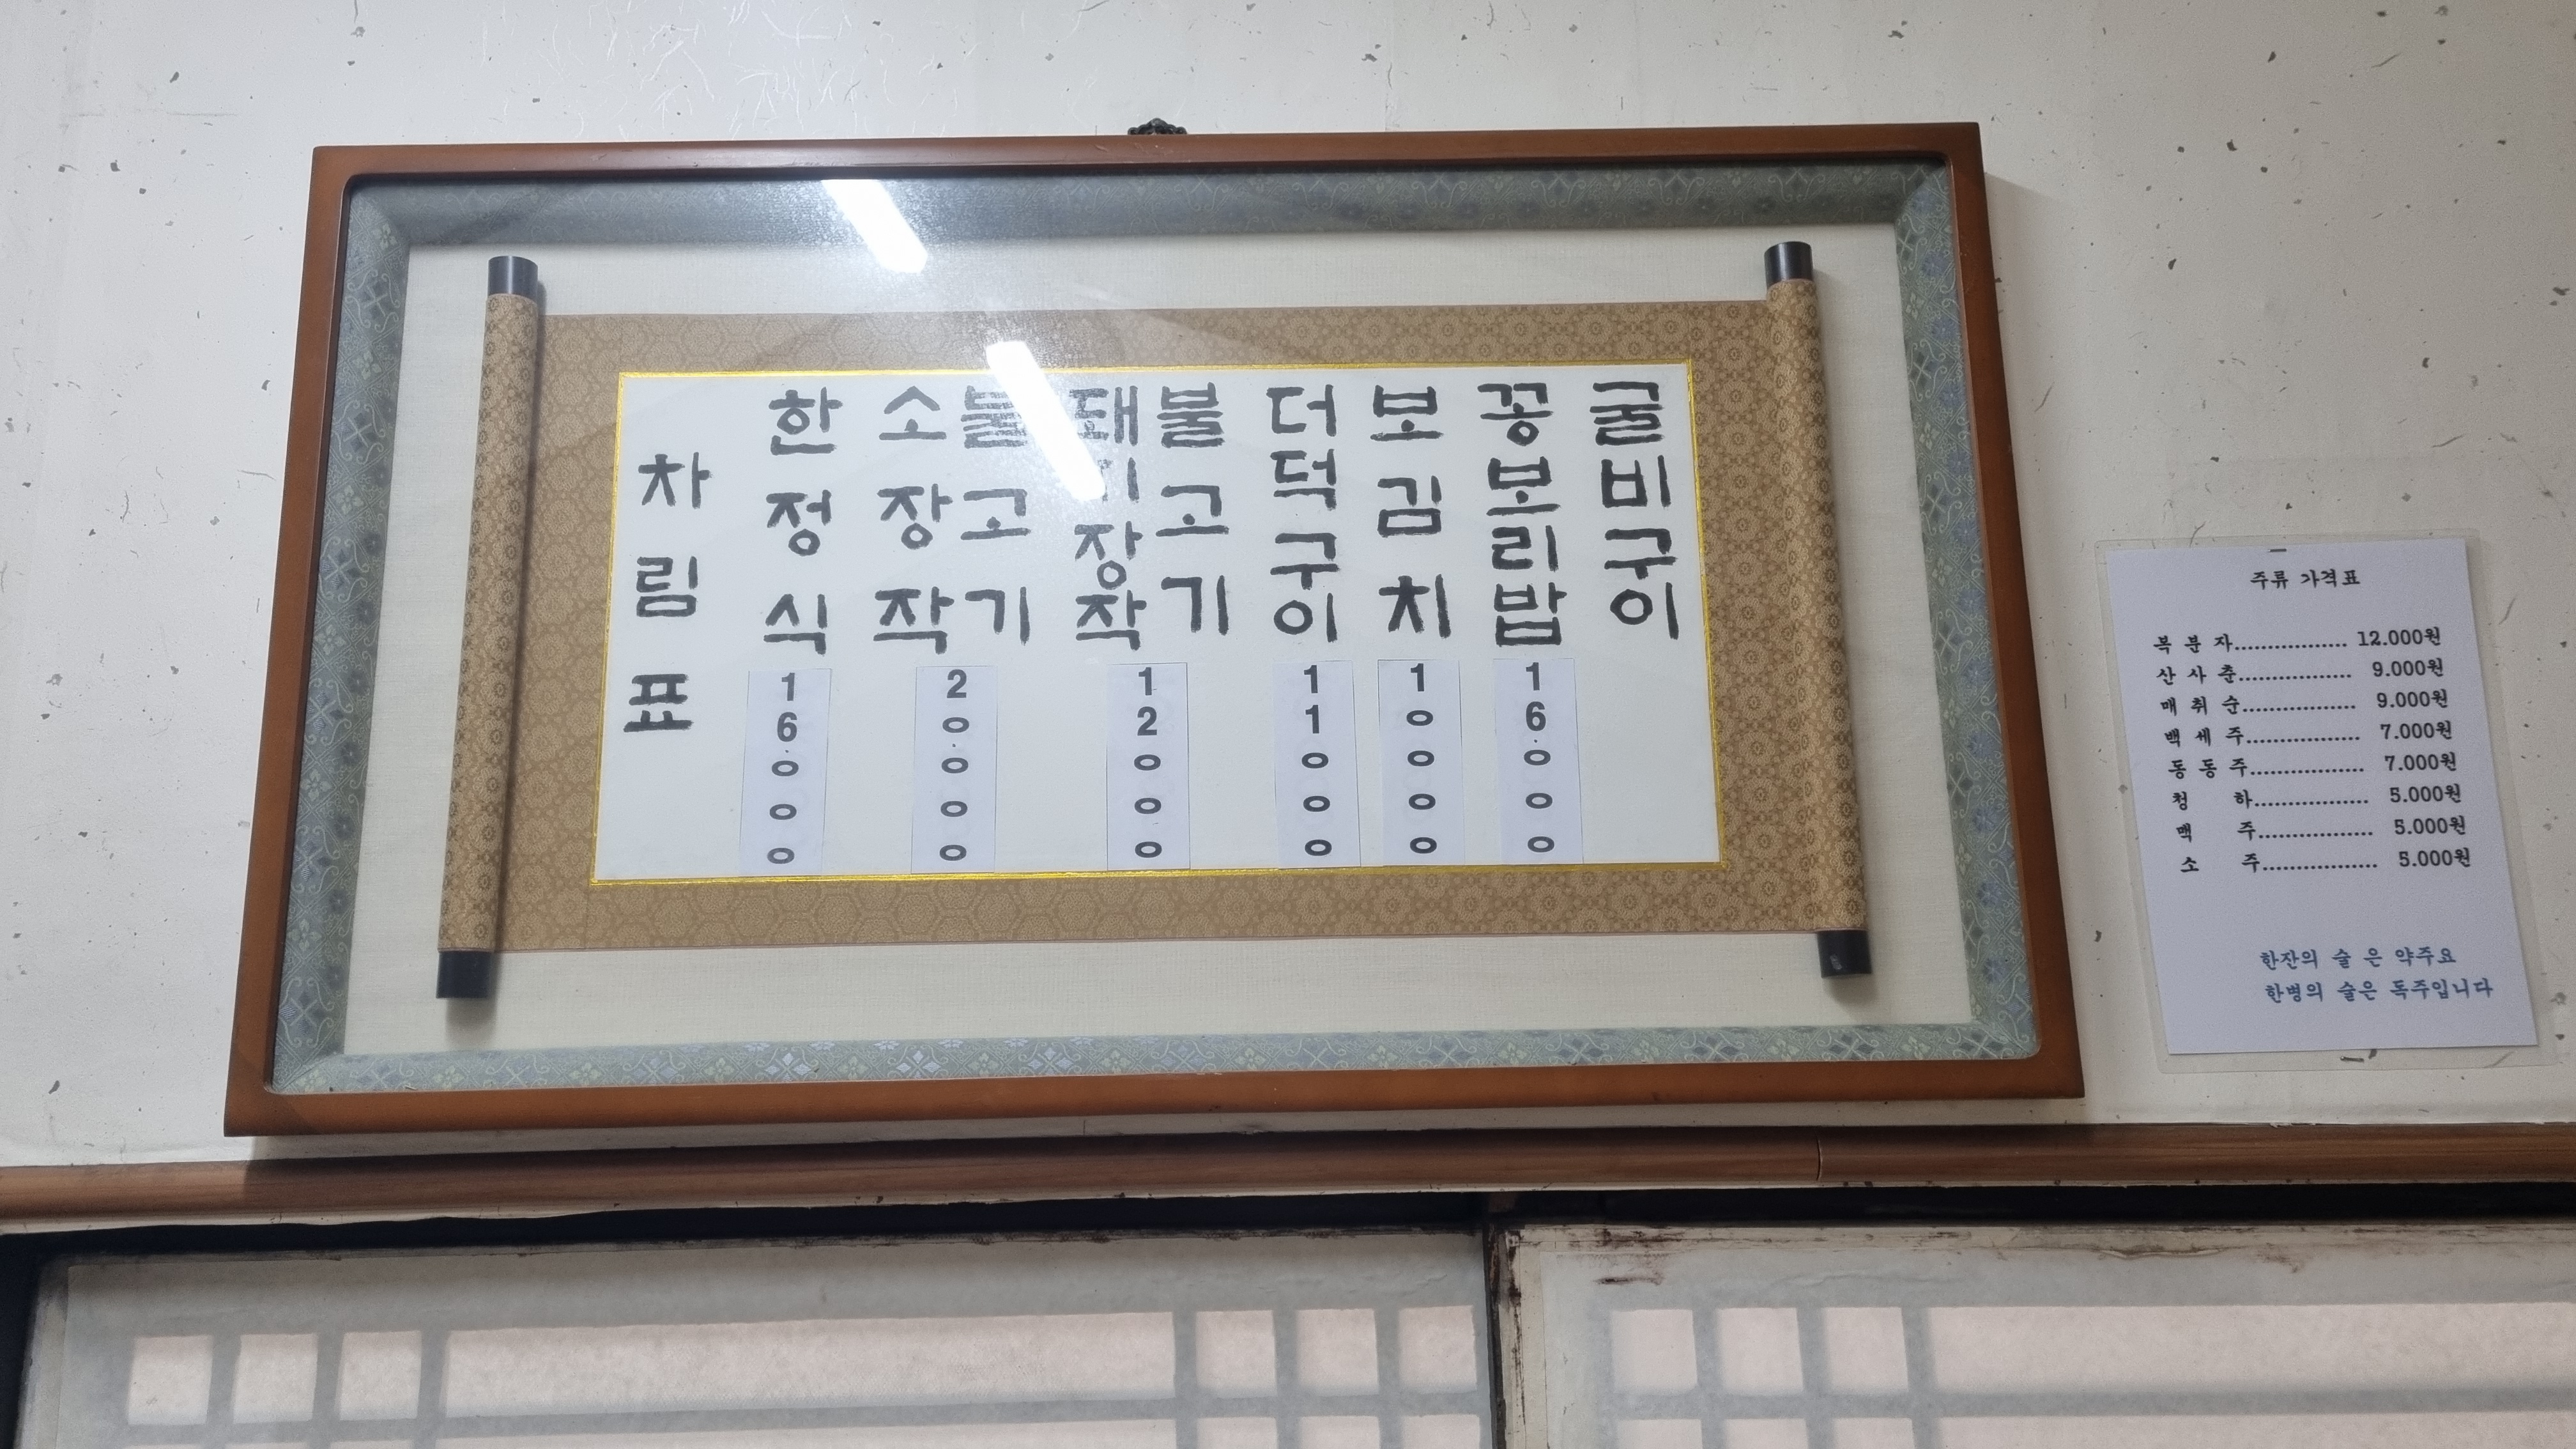 차림표
한정식 16.000
소장작 불고기 20.000
돼지장작 불고기 12000
더덕구이 11000
보김치 10000
꽁보리밥 16.000
굴비구이
주류 가격표
복 분 자.................. 12.000원
산 사 춘.................. 9.000원
매 취 순.................. 9.000원
백 세 주.................. 7.000원
동 동 주.................. 7.000원
청 하.................. 5.000원
맥 주.................. 5.000원
소 주.................. 5.000원
한잔의 술 은 약주요
한병의 술은 독주입니다